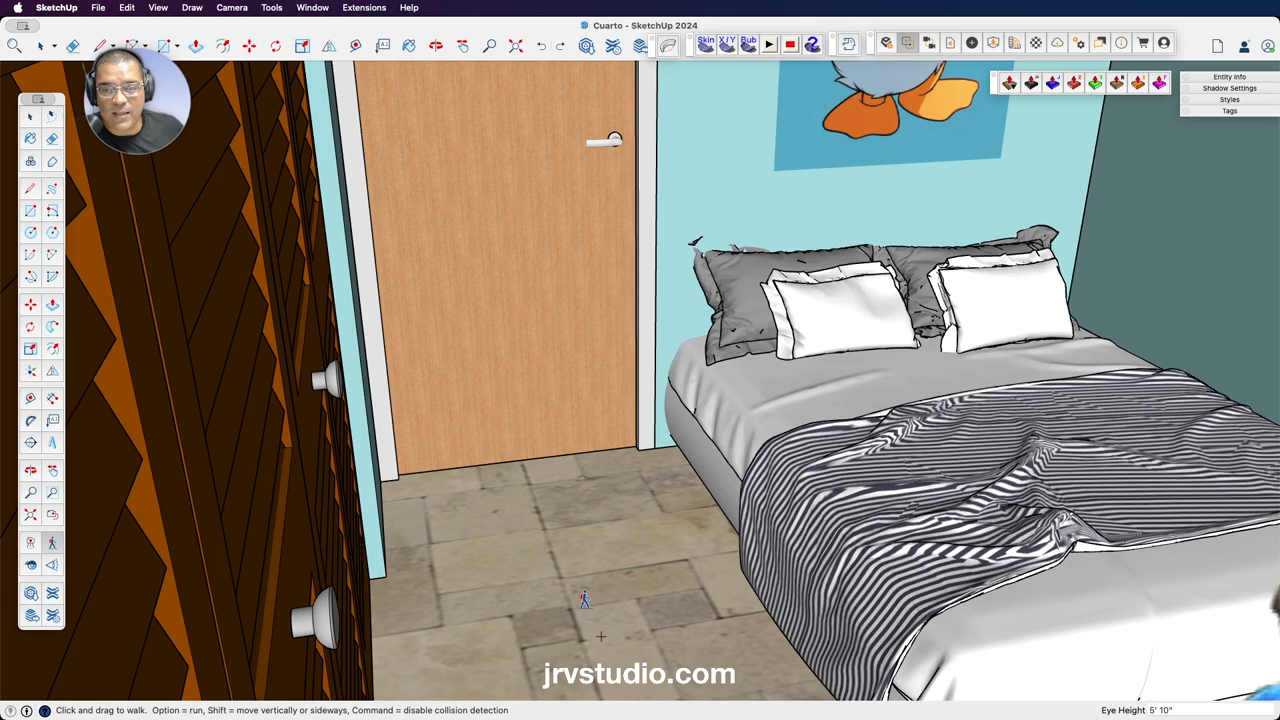 SketchUp File Edit View Draw Camera Tools Window Extensions Help
Cuarto - SketchUp 2024
Skin X/Y Bub
Entity Info
Shadow Settings
Styles
Tags
jrvstudio.com
Click and drag to walk. Option = run, Shift = move vertically or sideways, Command = disable collision detection
Eye Height 5' 10"